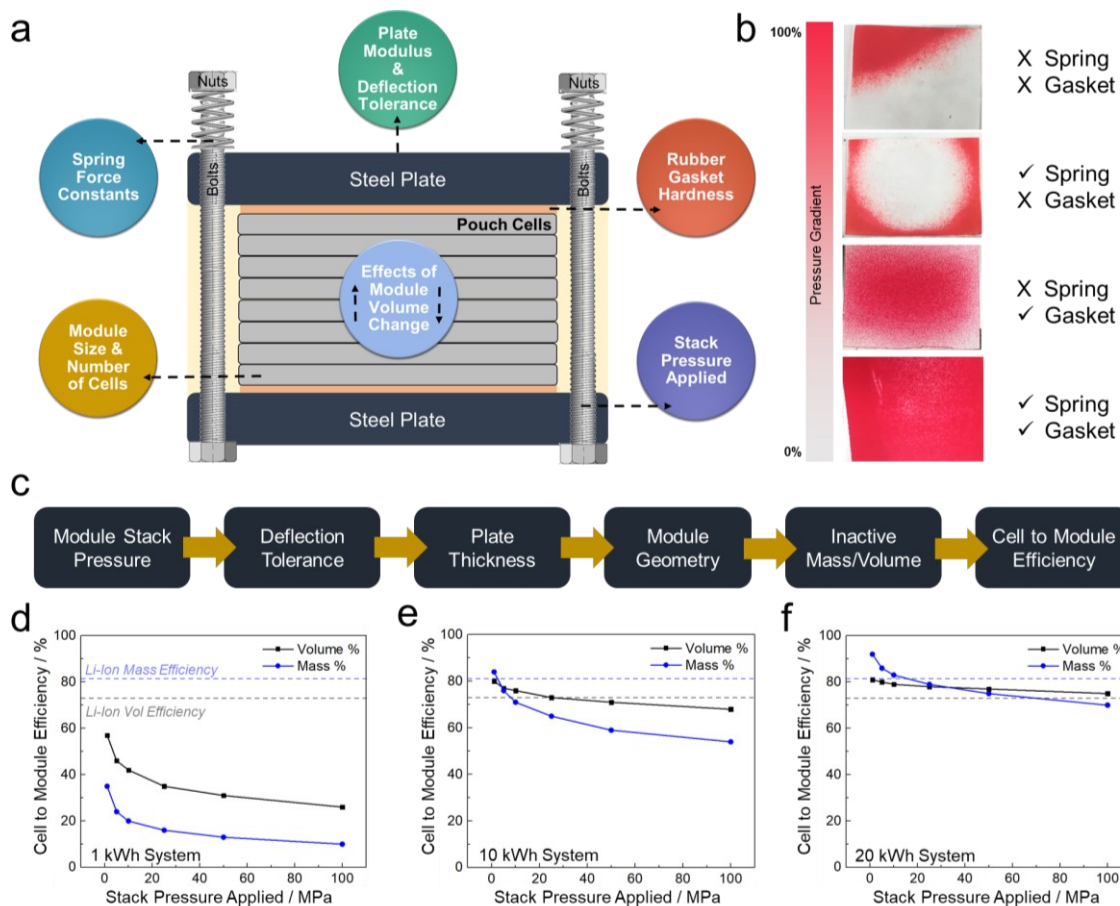 a
Plate
Modulus
&
Deflection
Tolerance
Nuts
Nuts
Spring
Force
Constants
Bolts
Bolts
Steel Plate
Rubber
Gasket
Hardness
Pouch Cells
Effects of
Module
Volume
Change
Module
Size &
Number
of Cells
Stack
Pressure
Applied
Steel Plate
b
100%
Pressure Gradient
0%
X Spring
X Gasket
✓ Spring
X Gasket
X Spring
✓ Gasket
✓ Spring
✓ Gasket
c
Module Stack
Pressure
Deflection
Tolerance
Plate
Thickness
Module
Geometry
Inactive
Mass/Volume
Cell to Module
Efficiency
d
Cell to Module Efficiency / %
100
80
60
40
20
0
Volume %
Mass %
Li-Ion Mass Efficiency
Li-Ion Vol Efficiency
1 kWh System
0 20 40 60 80 100
Stack Pressure Applied / MPa
e
Cell to Module Efficiency / %
100
80
60
40
20
0
Volume %
Mass %
10 kWh System
0 20 40 60 80 100
Stack Pressure Applied / MPa
f
Cell to Module Efficiency / %
100
80
60
40
20
0
Volume %
Mass %
20 kWh System
0 20 40 60 80 100
Stack Pressure Applied / MPa